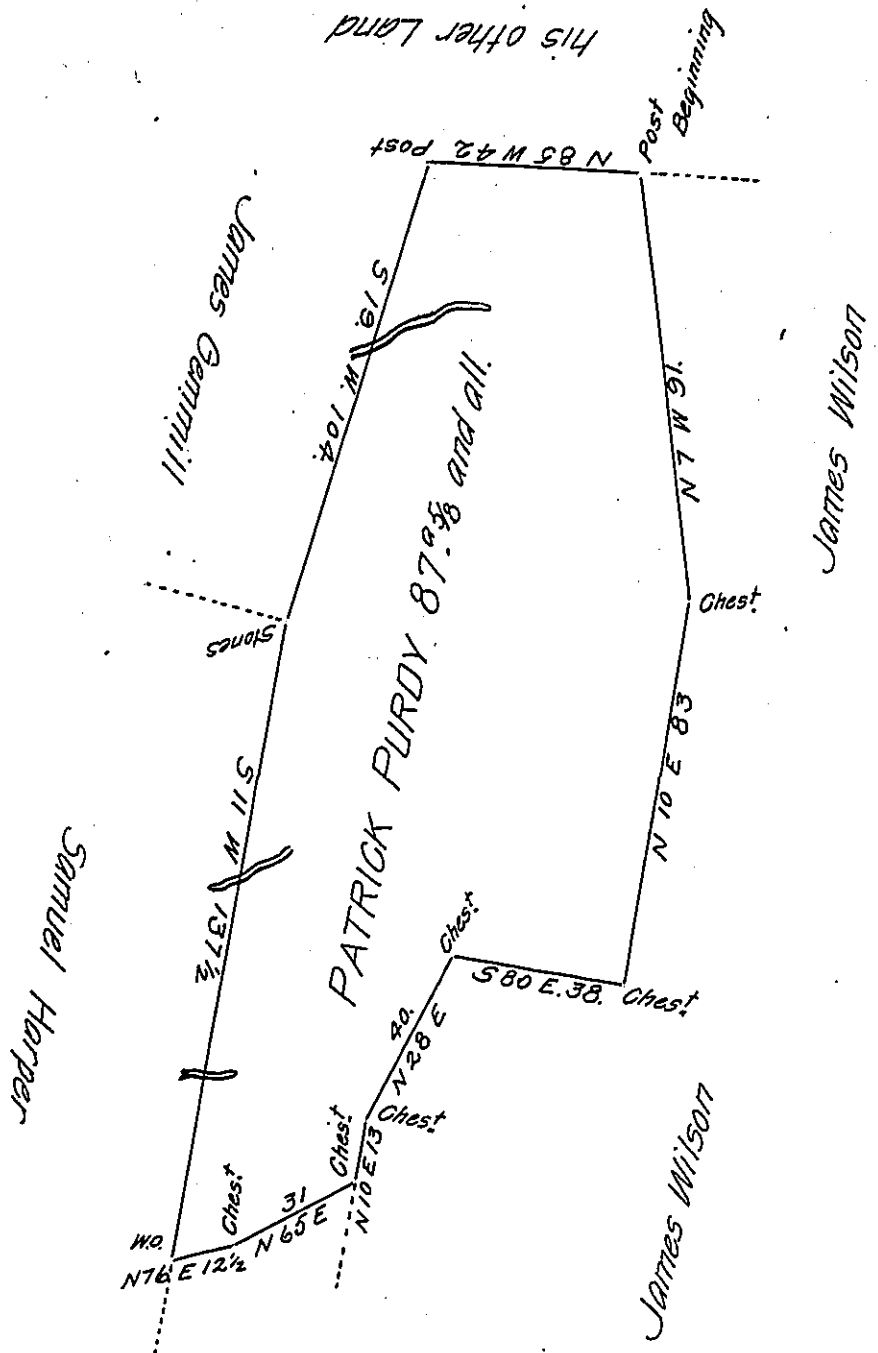 his other Land
Post
Beginning
Post
N 85 W 42
James Gemmill
S 19. W. 104.
N 7 W 91.
James Wilson
PATRICK PURDY. 87.ᵃ 5/8 and all.
Chest.
Stones
N 10 E 83
S 11 W 137½
Samuel Harper
Chest.
S 80 E. 38.
Chest.
40.
N 28 E
Chest.
Chest.
N 10 E 13
James Wilson
31
N 65 E
Chest.
W.O.
N 76 E 12½